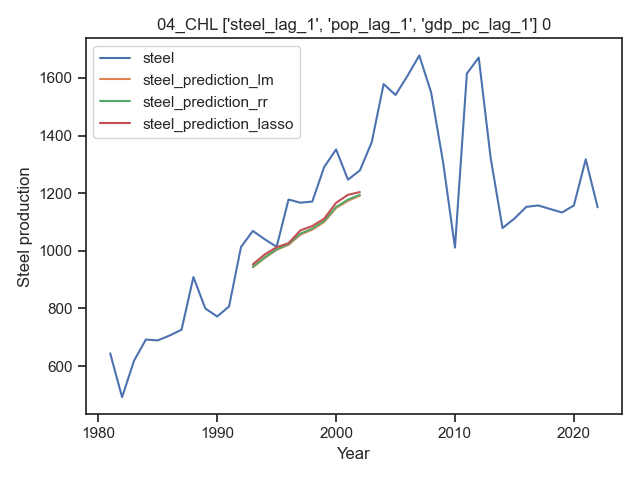 04_CHL ['steel_lag_1', 'pop_lag_1', 'gdp_pc_lag_1'] 0
steel
steel_prediction_lm
steel_prediction_rr
steel_prediction_lasso
Steel production
1600
1400
1200
1000
800
600
1980
1990
2000
2010
2020
Year